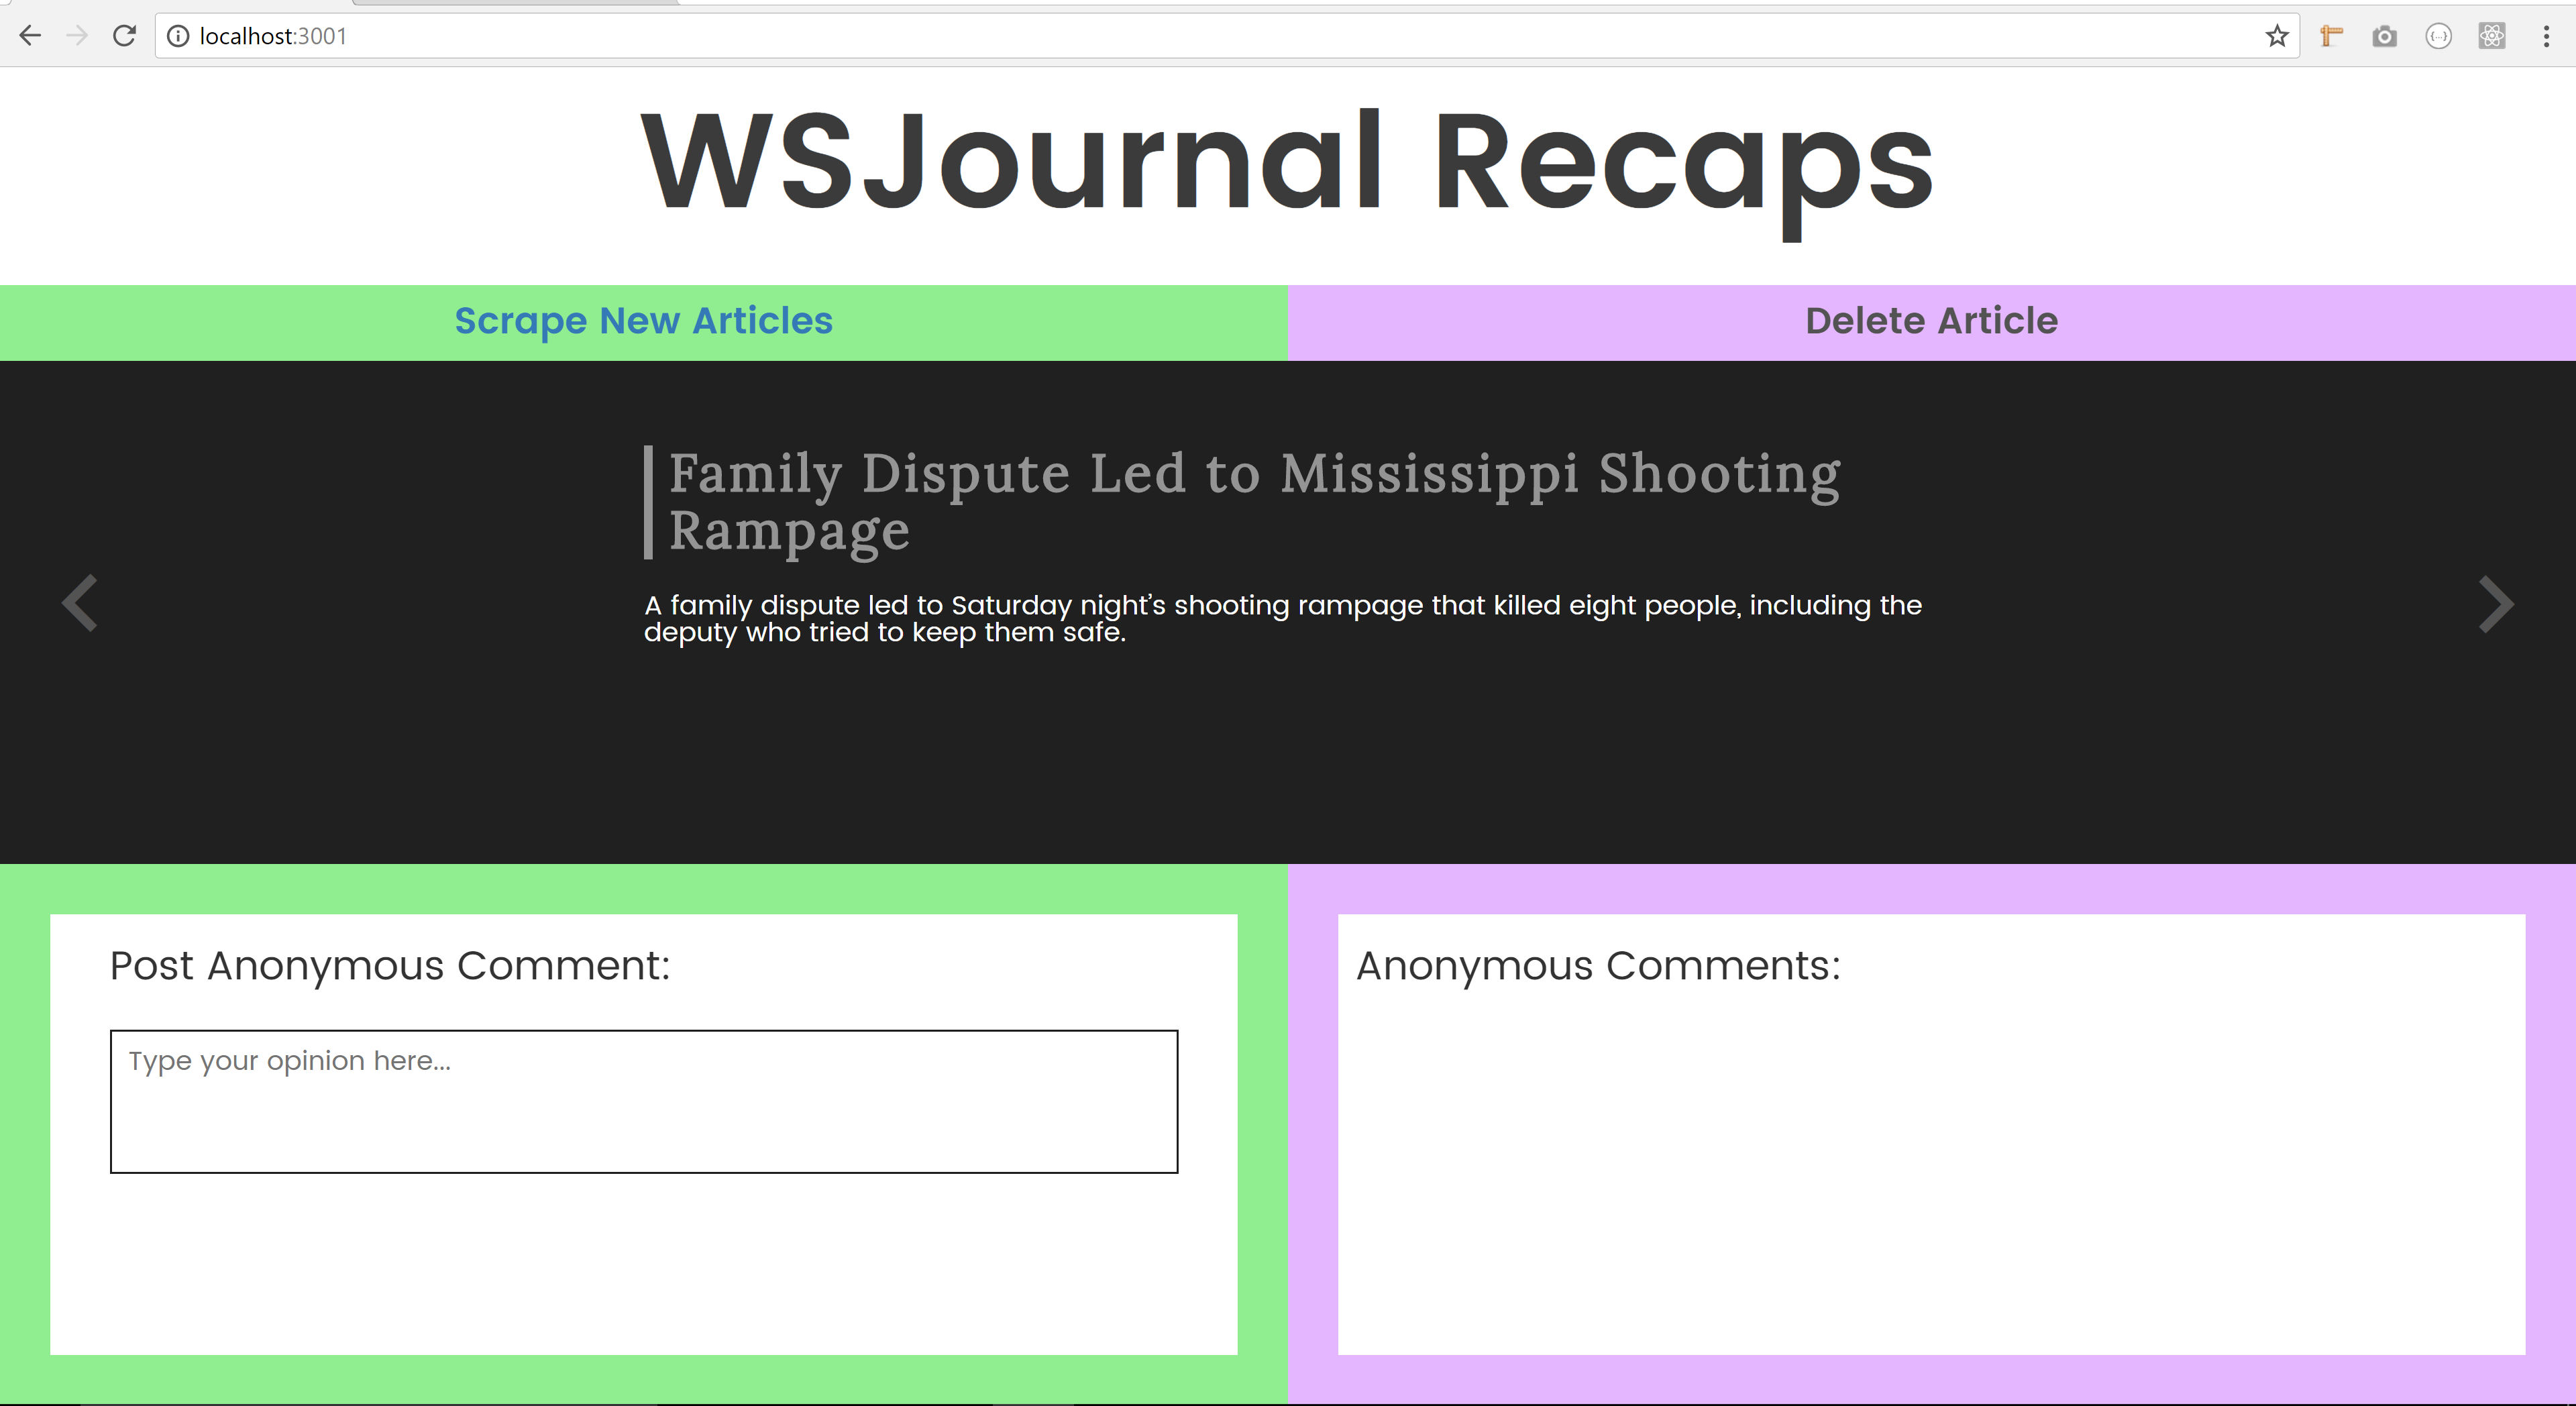 localhost:3001
WSJournal Recaps
Scrape New Articles
Delete Article
Family Dispute Led to Mississippi Shooting
Rampage
A family dispute led to Saturday night’s shooting rampage that killed eight people, including the
deputy who tried to keep them safe.
Post Anonymous Comment:
Type your opinion here...
Anonymous Comments: